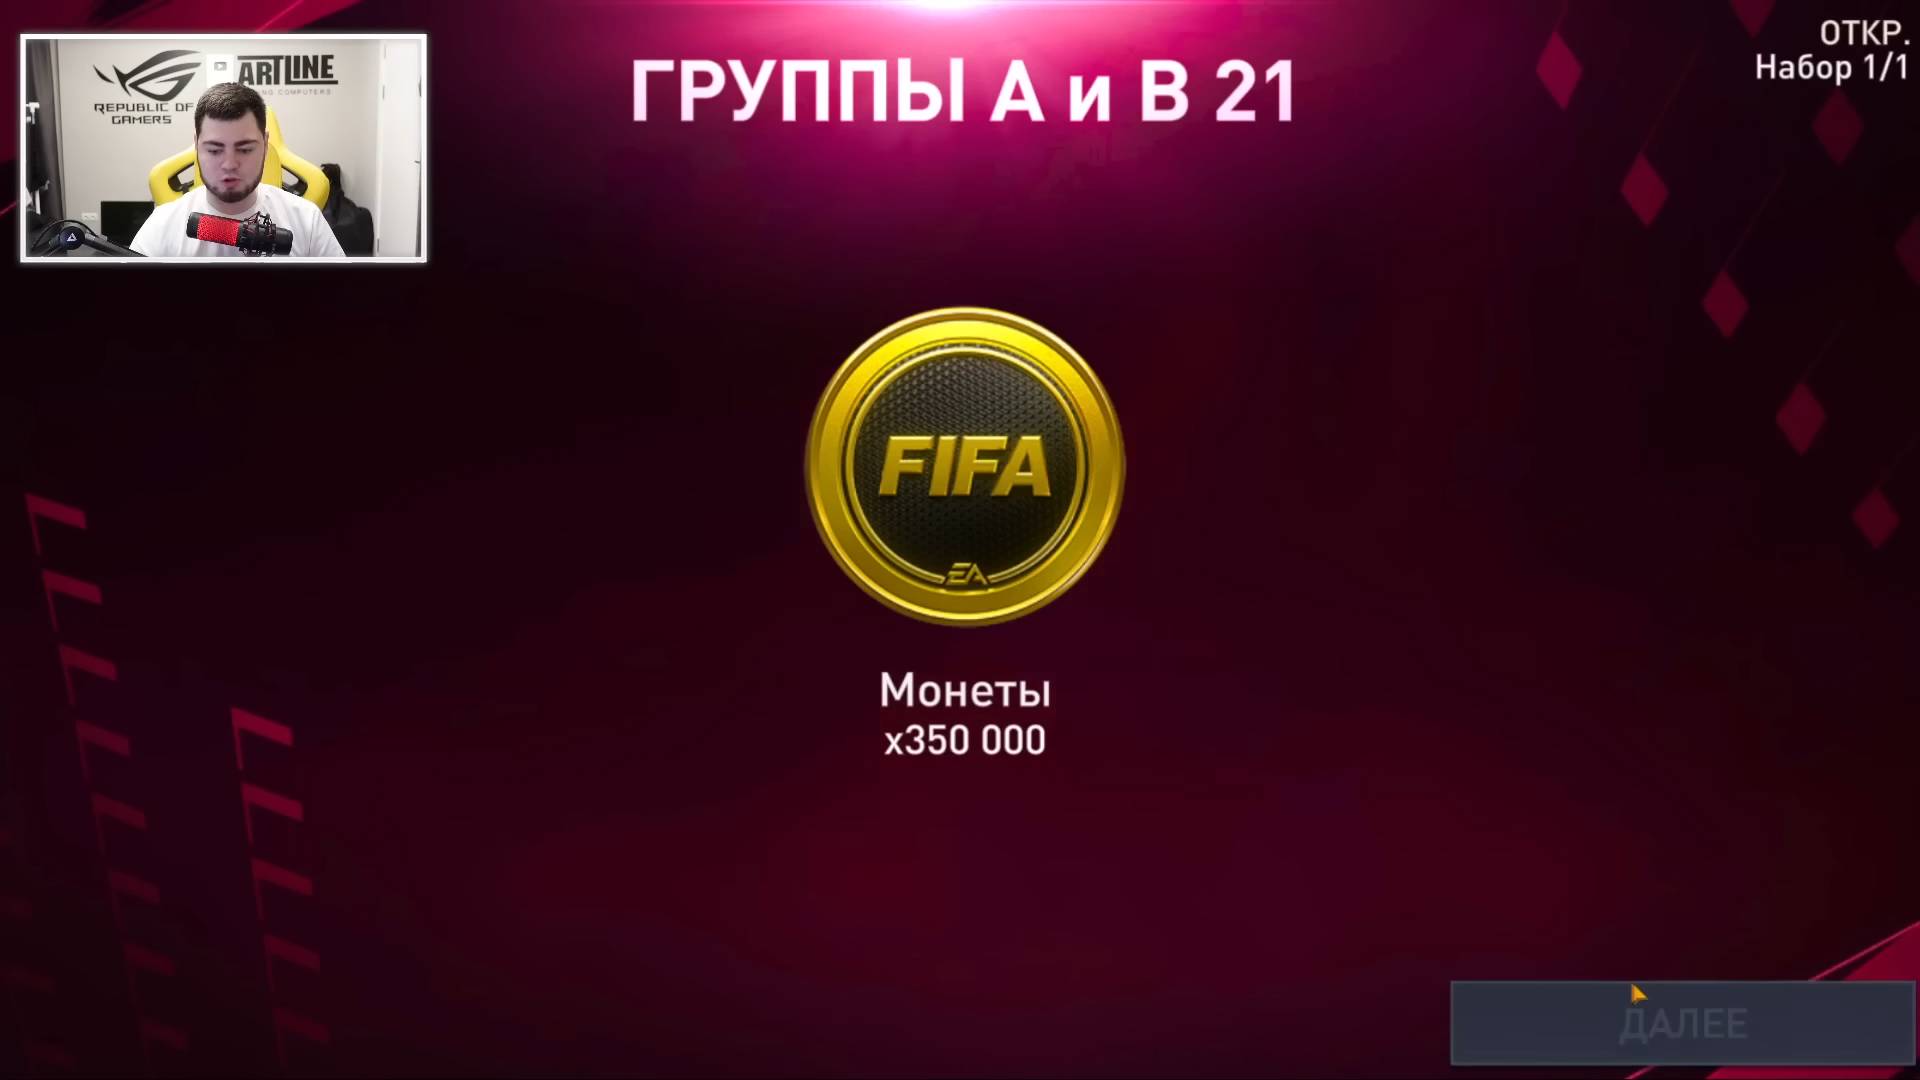 REPUBLIC OF
GAMERS
ARTLINE
ГРУППЫ А и В 21
ОТКР.
Набор 1/1
FIFA
EA
Монеты
x350 000
ДАЛЕЕ